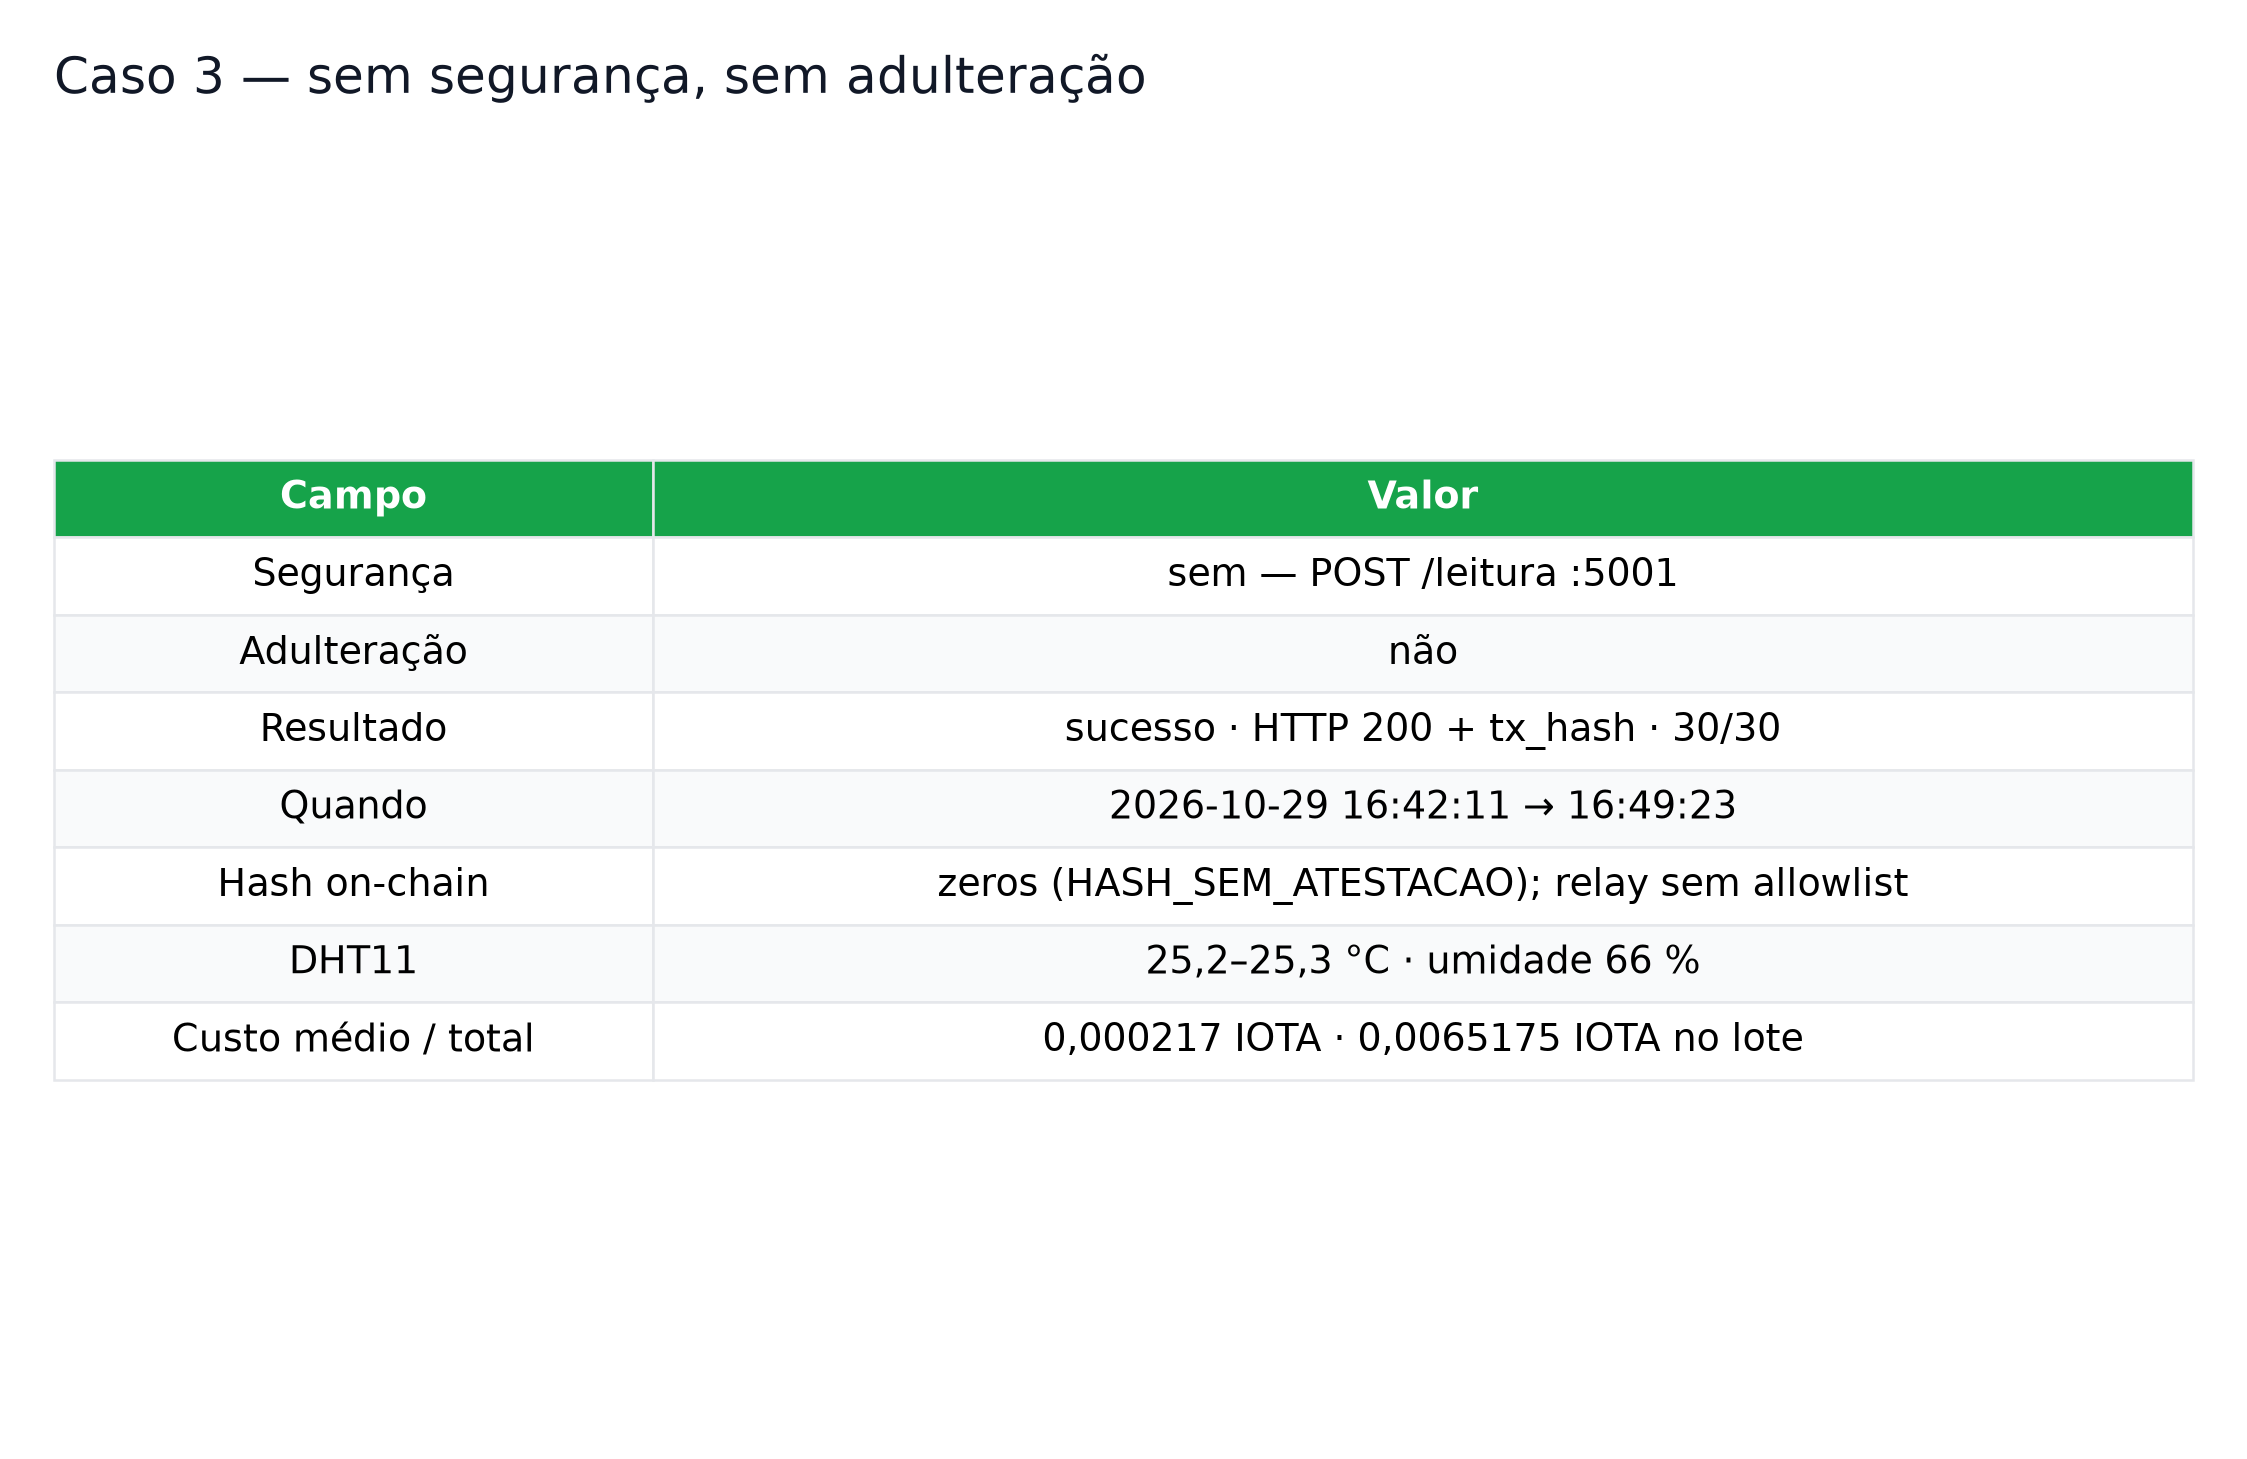 Caso 3 — sem segurança, sem adulteração
Campo Valor
Segurança sem — POST /leitura :5001
Adulteração não
Resultado sucesso · HTTP 200 + tx_hash · 30/30
Quando 2026-10-29 16:42:11 → 16:49:23
Hash on-chain zeros (HASH_SEM_ATESTACAO); relay sem allowlist
DHT11 25,2–25,3 °C · umidade 66 %
Custo médio / total 0,000217 IOTA · 0,0065175 IOTA no lote